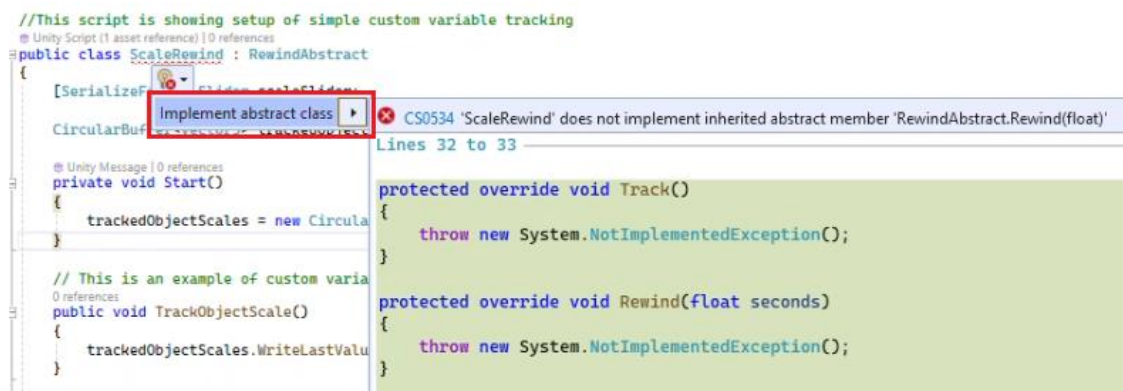 //This script is showing setup of simple custom variable tracking
Unity Script (1 asset reference) | 0 references
public class ScaleRewind : RewindAbstract
{
[SerializeF
Implement abstract class
CS0534 'ScaleRewind' does not implement inherited abstract member 'RewindAbstract.Rewind(float)'
CircularBuf
Lines 32 to 33
Unity Message | 0 references
private void Start()
{
trackedObjectScales = new Circula
}
// This is an example of custom varia
0 references
public void TrackObjectScale()
{
trackedObjectScales.WriteLastValu
}
protected override void Track()
{
throw new System.NotImplementedException();
}
protected override void Rewind(float seconds)
{
throw new System.NotImplementedException();
}